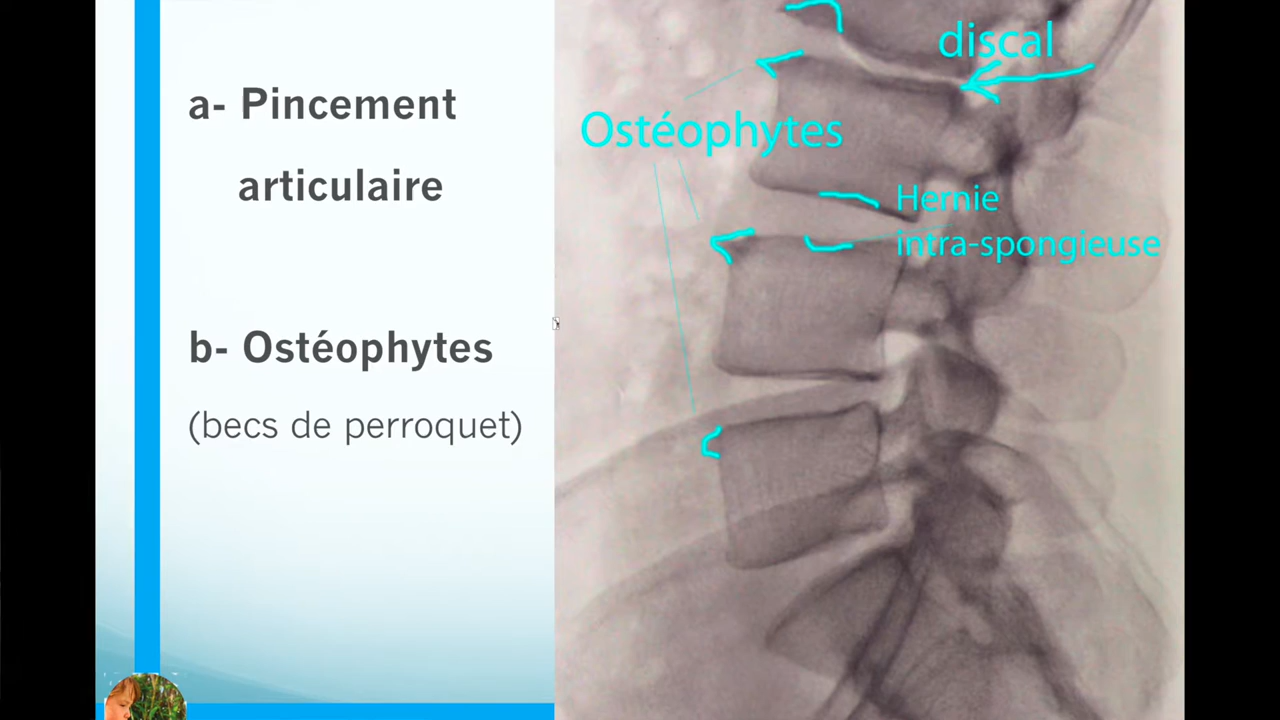 a- Pincement
articulaire
b- Ostéophytes
(becs de perroquet)
discal
Ostéophytes
Hernie
intra-spongieuse